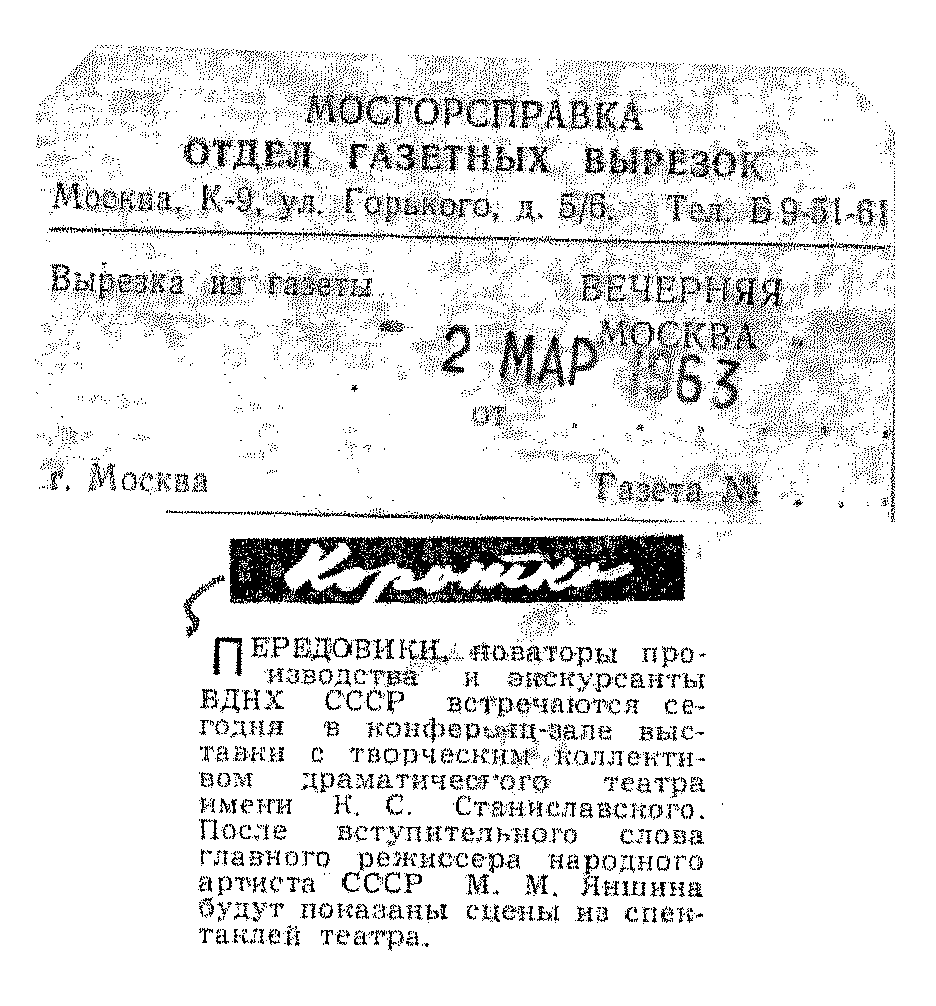 МОСГОРСПРАВКА
ОТДЕЛ ГАЗЕТНЫХ ВЫРЕЗОК
Москва, К-9, ул. Горького, д. 5/6. Тел. Б 9-51-61
Вырезка из газеты
ВЕЧЕРНЯЯ
МОСКВА
2 МАР 1963
от
г. Москва Газета №
Коротко
ПЕРЕДОВИКИ, новаторы про-
изводства и экскурсанты
ВДНХ СССР встречаются се-
годня в конференц-зале выс-
тавки с творческим коллекти-
вом драматического театра
имени К. С. Станиславского.
После вступительного слова
главного режиссера народного
артиста СССР М. М. Яншина
будут показаны сцены из спек-
таклей театра.